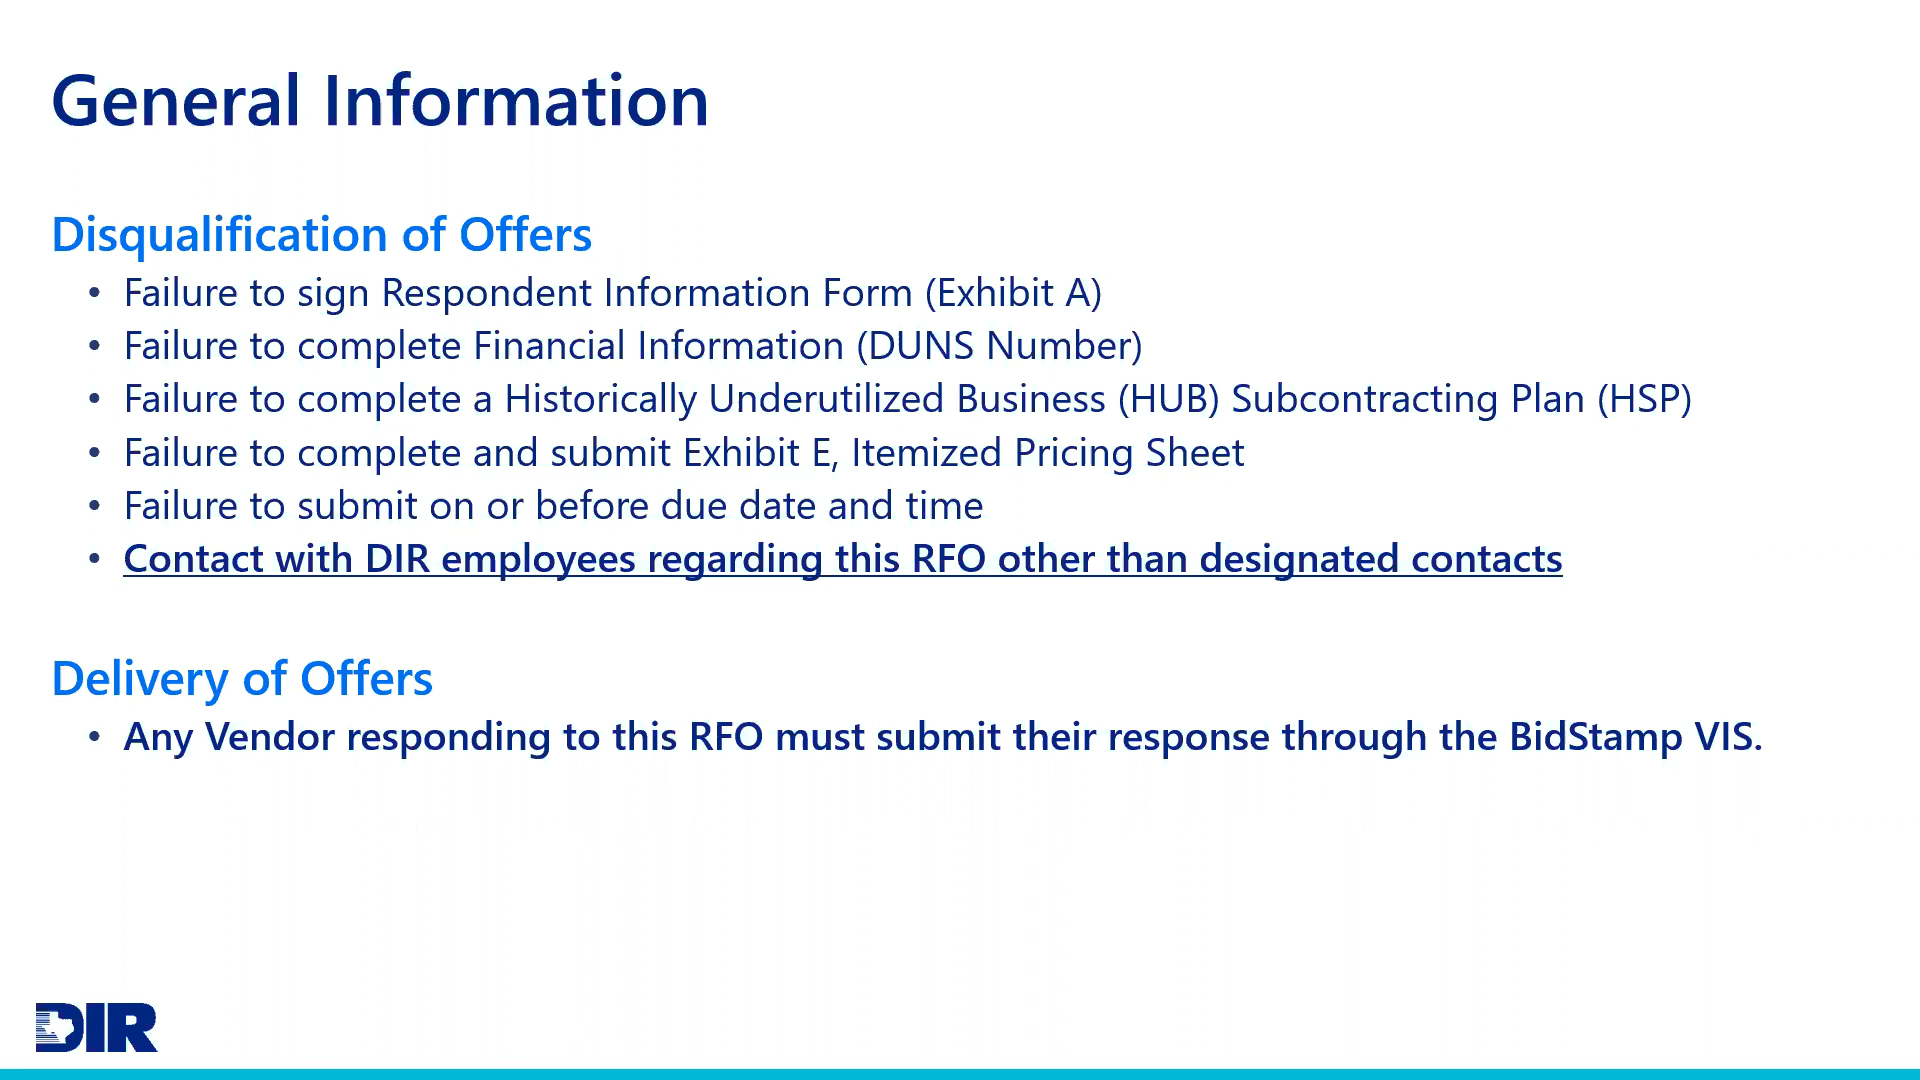 General Information
Disqualification of Offers
• Failure to sign Respondent Information Form (Exhibit A)
• Failure to complete Financial Information (DUNS Number)
• Failure to complete a Historically Underutilized Business (HUB) Subcontracting Plan (HSP)
• Failure to complete and submit Exhibit E, Itemized Pricing Sheet
• Failure to submit on or before due date and time
• Contact with DIR employees regarding this RFO other than designated contacts
Delivery of Offers
• Any Vendor responding to this RFO must submit their response through the BidStamp VIS.
DIR